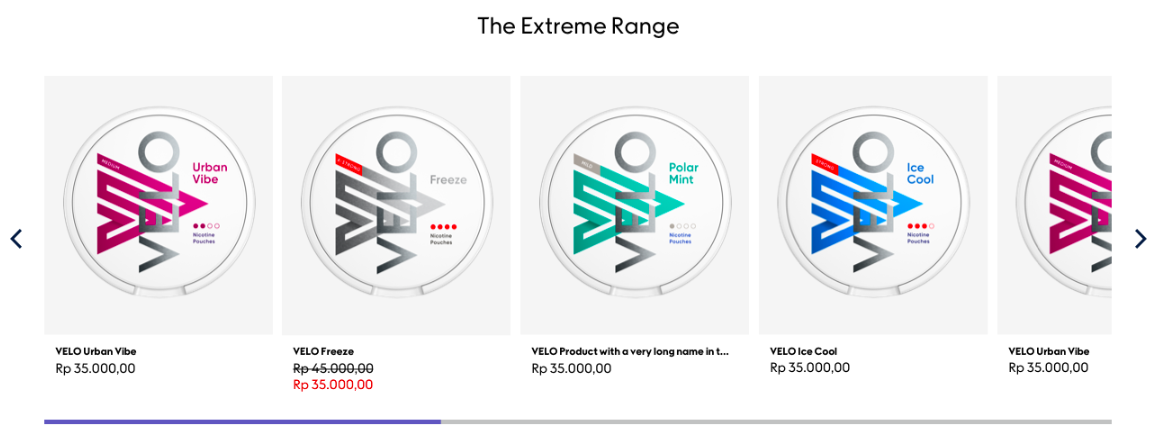 The Extreme Range
MEDIUM
VELO
Urban
Vibe
Nicotine
Pouches
X-STRONG
VELO
Freeze
Nicotine
Pouches
MILD
VELO
Polar
Mint
Nicotine
Pouches
STRONG
VELO
Ice
Cool
Nicotine
Pouches
MEDIUM
VELO Urban Vibe
Rp 35.000,00
VELO Freeze
Rp 45.000,00
Rp 35.000,00
VELO Product with a very long name in t...
Rp 35.000,00
VELO Ice Cool
Rp 35.000,00
VELO Urban Vibe
Rp 35.000,00